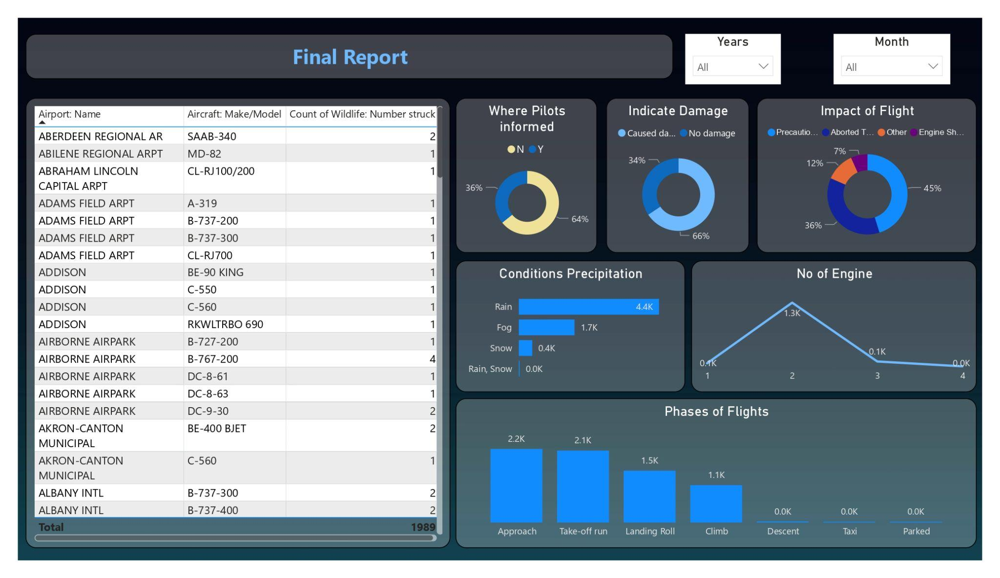 Final Report
Years
All
Month
All
Airport: Name Aircraft: Make/Model Count of Wildlife: Number struck
ABERDEEN REGIONAL AR SAAB-340 2
ABILENE REGIONAL ARPT MD-82 1
ABRAHAM LINCOLN CL-RJ100/200 1
CAPITAL ARPT
ADAMS FIELD ARPT A-319 1
ADAMS FIELD ARPT B-737-200 1
ADAMS FIELD ARPT B-737-300 1
ADAMS FIELD ARPT CL-RJ700 1
ADDISON BE-90 KING 1
ADDISON C-550 1
ADDISON C-560 1
ADDISON RKWLTRBO 690 1
AIRBORNE AIRPARK B-727-200 1
AIRBORNE AIRPARK B-767-200 4
AIRBORNE AIRPARK DC-8-61 1
AIRBORNE AIRPARK DC-8-63 1
AIRBORNE AIRPARK DC-9-30 2
AKRON-CANTON BE-400 BJET 2
MUNICIPAL
AKRON-CANTON C-560 1
MUNICIPAL
ALBANY INTL B-737-300 2
ALBANY INTL B-737-400 2
Total 1989
Where Pilots
informed
N Y
36%
64%
Indicate Damage
Caused da... No damage
34%
66%
Impact of Flight
Precautio... Aborted T... Other Engine Sh...
7%
12%
45%
36%
Conditions Precipitation
Rain 4.4K
Fog 1.7K
Snow 0.4K
Rain, Snow 0.0K
No of Engine
1.3K
0.1K
0.1K 0.0K
1 2 3 4
Phases of Flights
2.2K 2.1K 1.5K 1.1K 0.0K 0.0K 0.0K
Approach Take-off run Landing Roll Climb Descent Taxi Parked